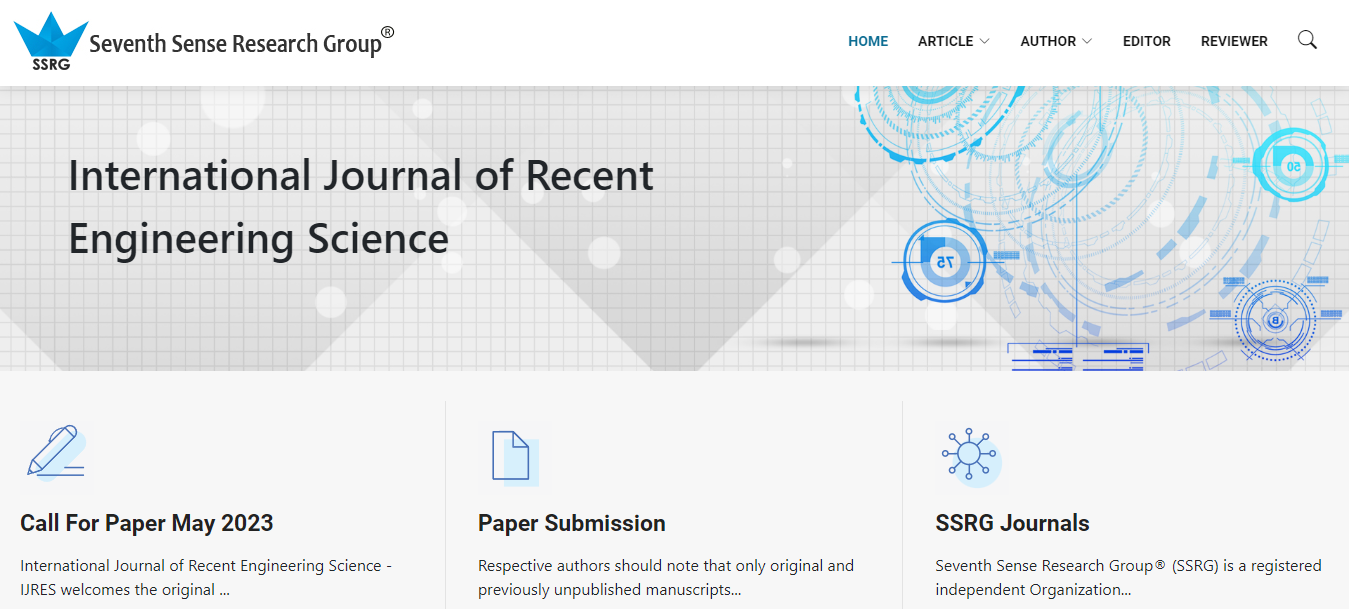 SSRG
Seventh Sense Research Group®
HOME ARTICLE AUTHOR EDITOR REVIEWER
International Journal of Recent
Engineering Science
50
75
B
Call For Paper May 2023
International Journal of Recent Engineering Science -
IJRES welcomes the original ...
Paper Submission
Respective authors should note that only original and
previously unpublished manuscripts...
SSRG Journals
Seventh Sense Research Group® (SSRG) is a registered
independent Organization...